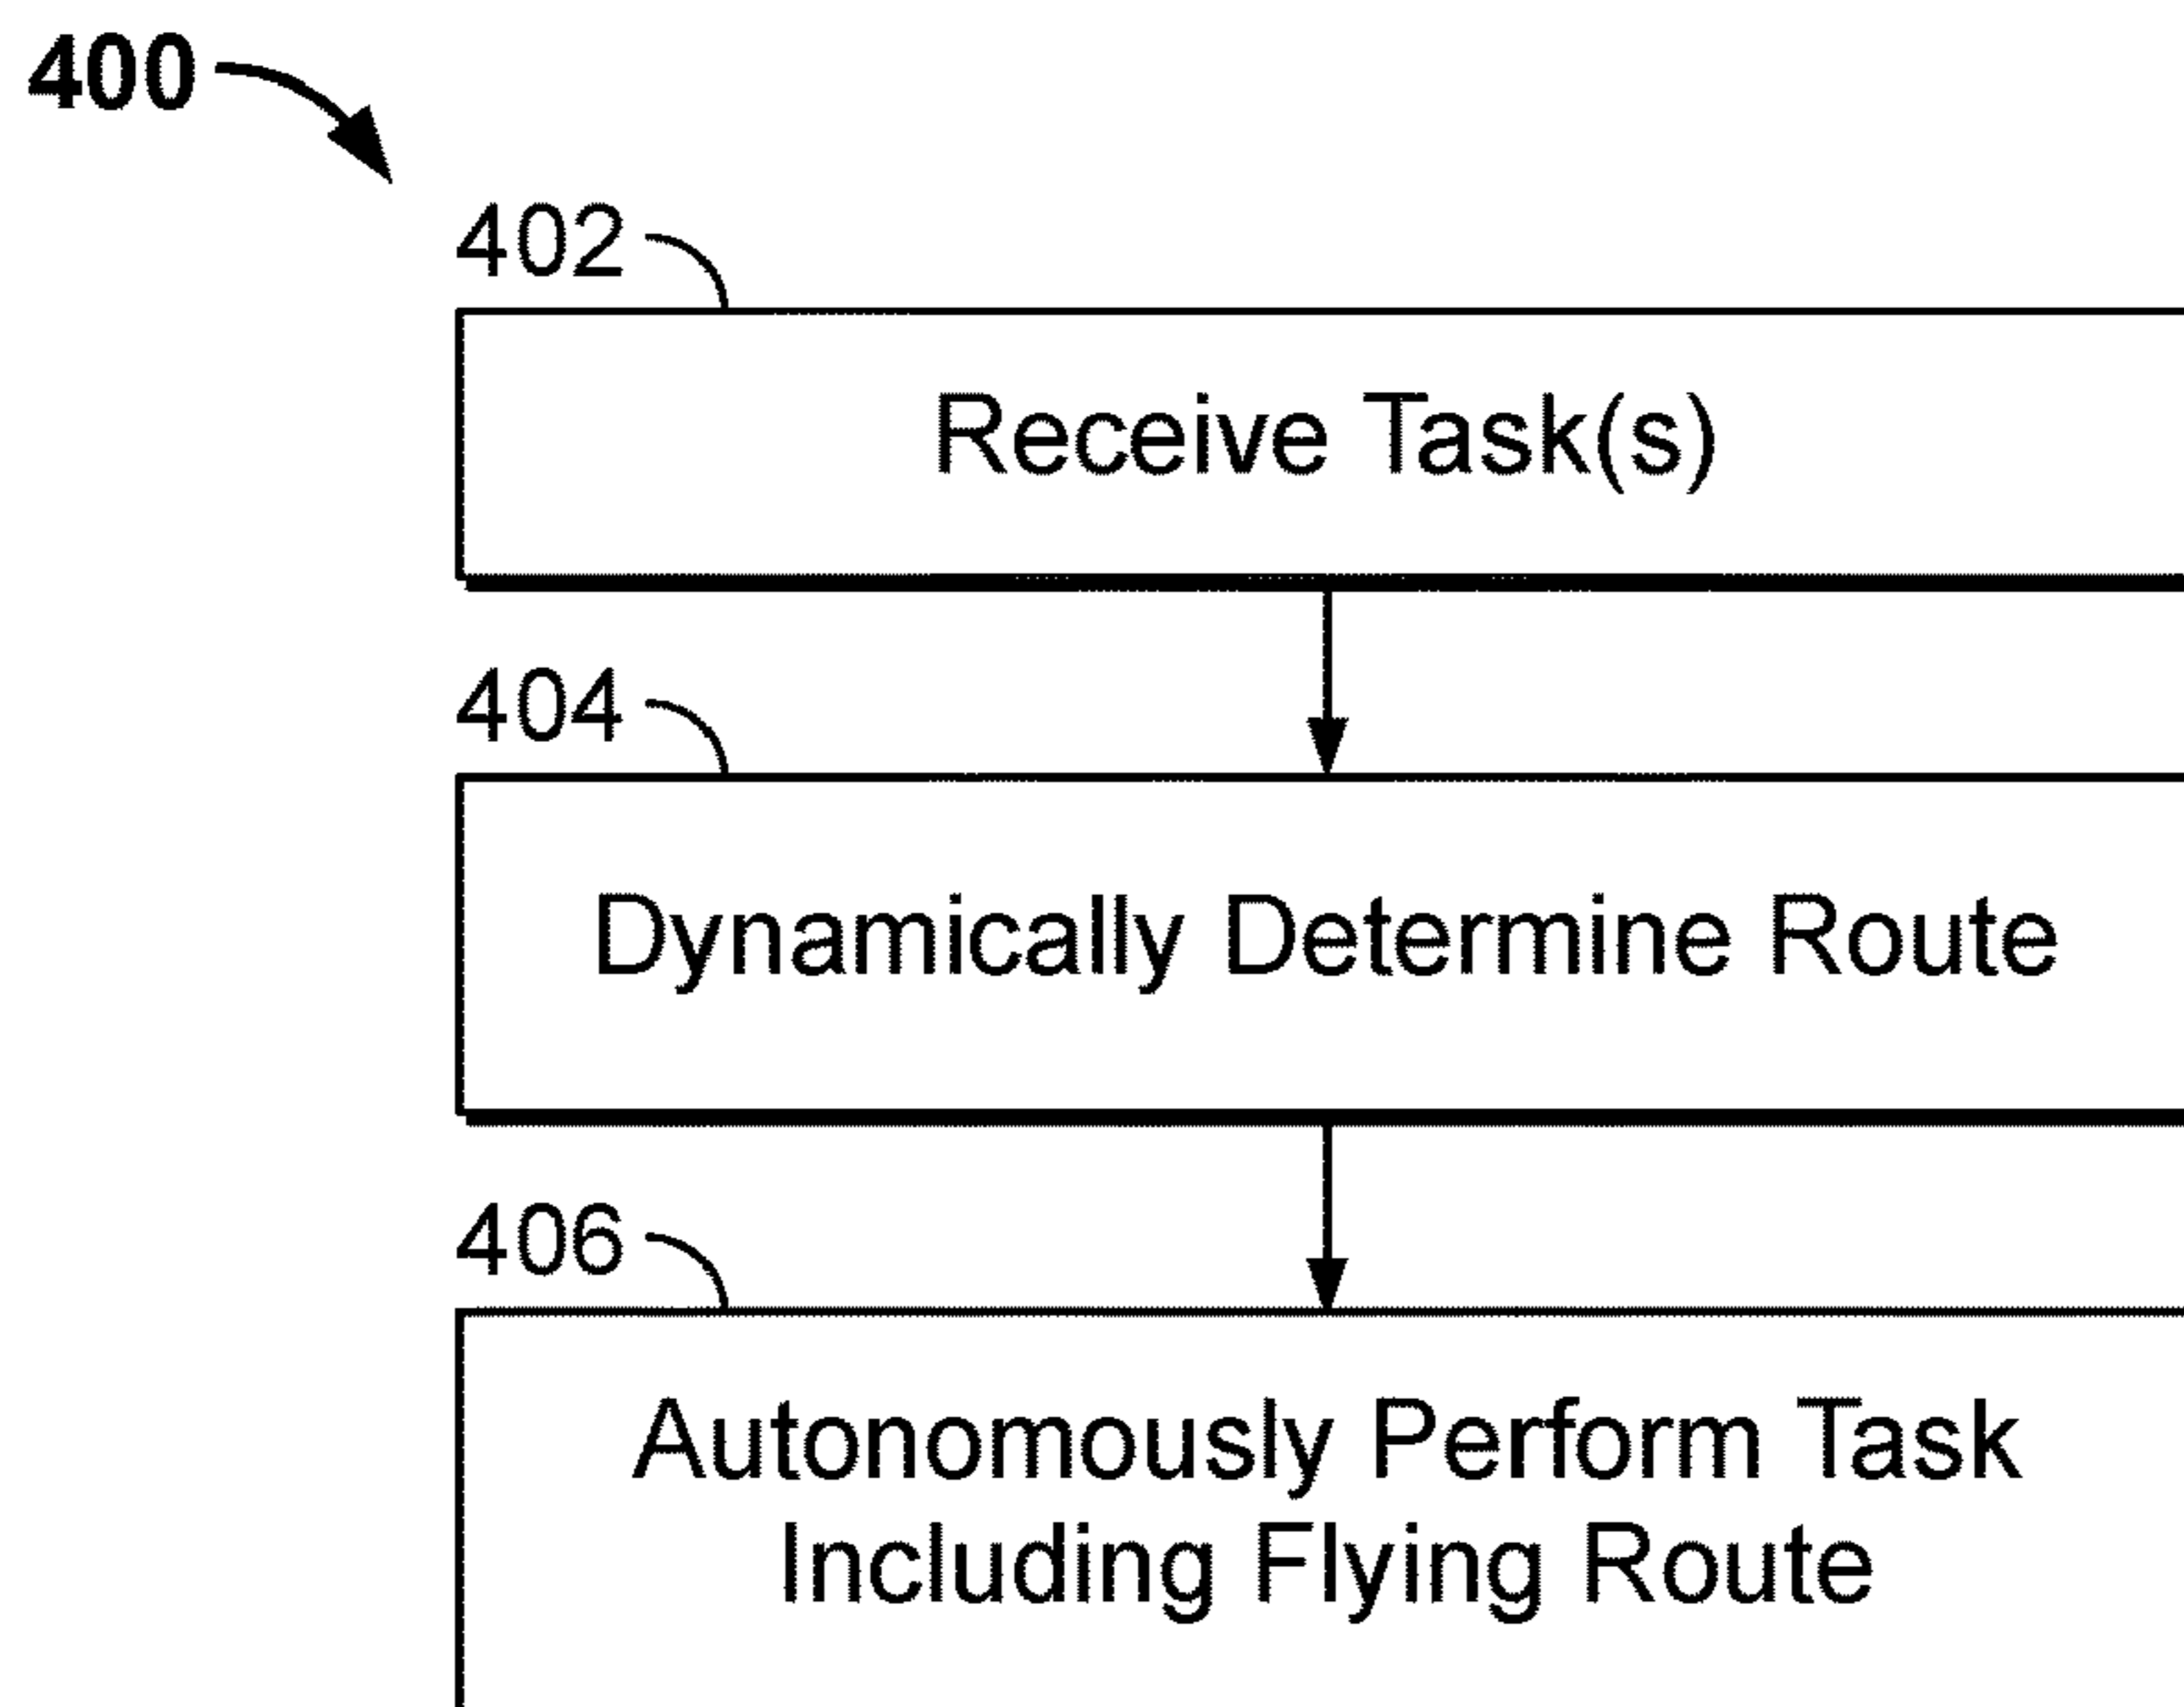 400
402
Receive Task(s)
404
Dynamically Determine Route
406
Autonomously Perform Task
Including Flying Route